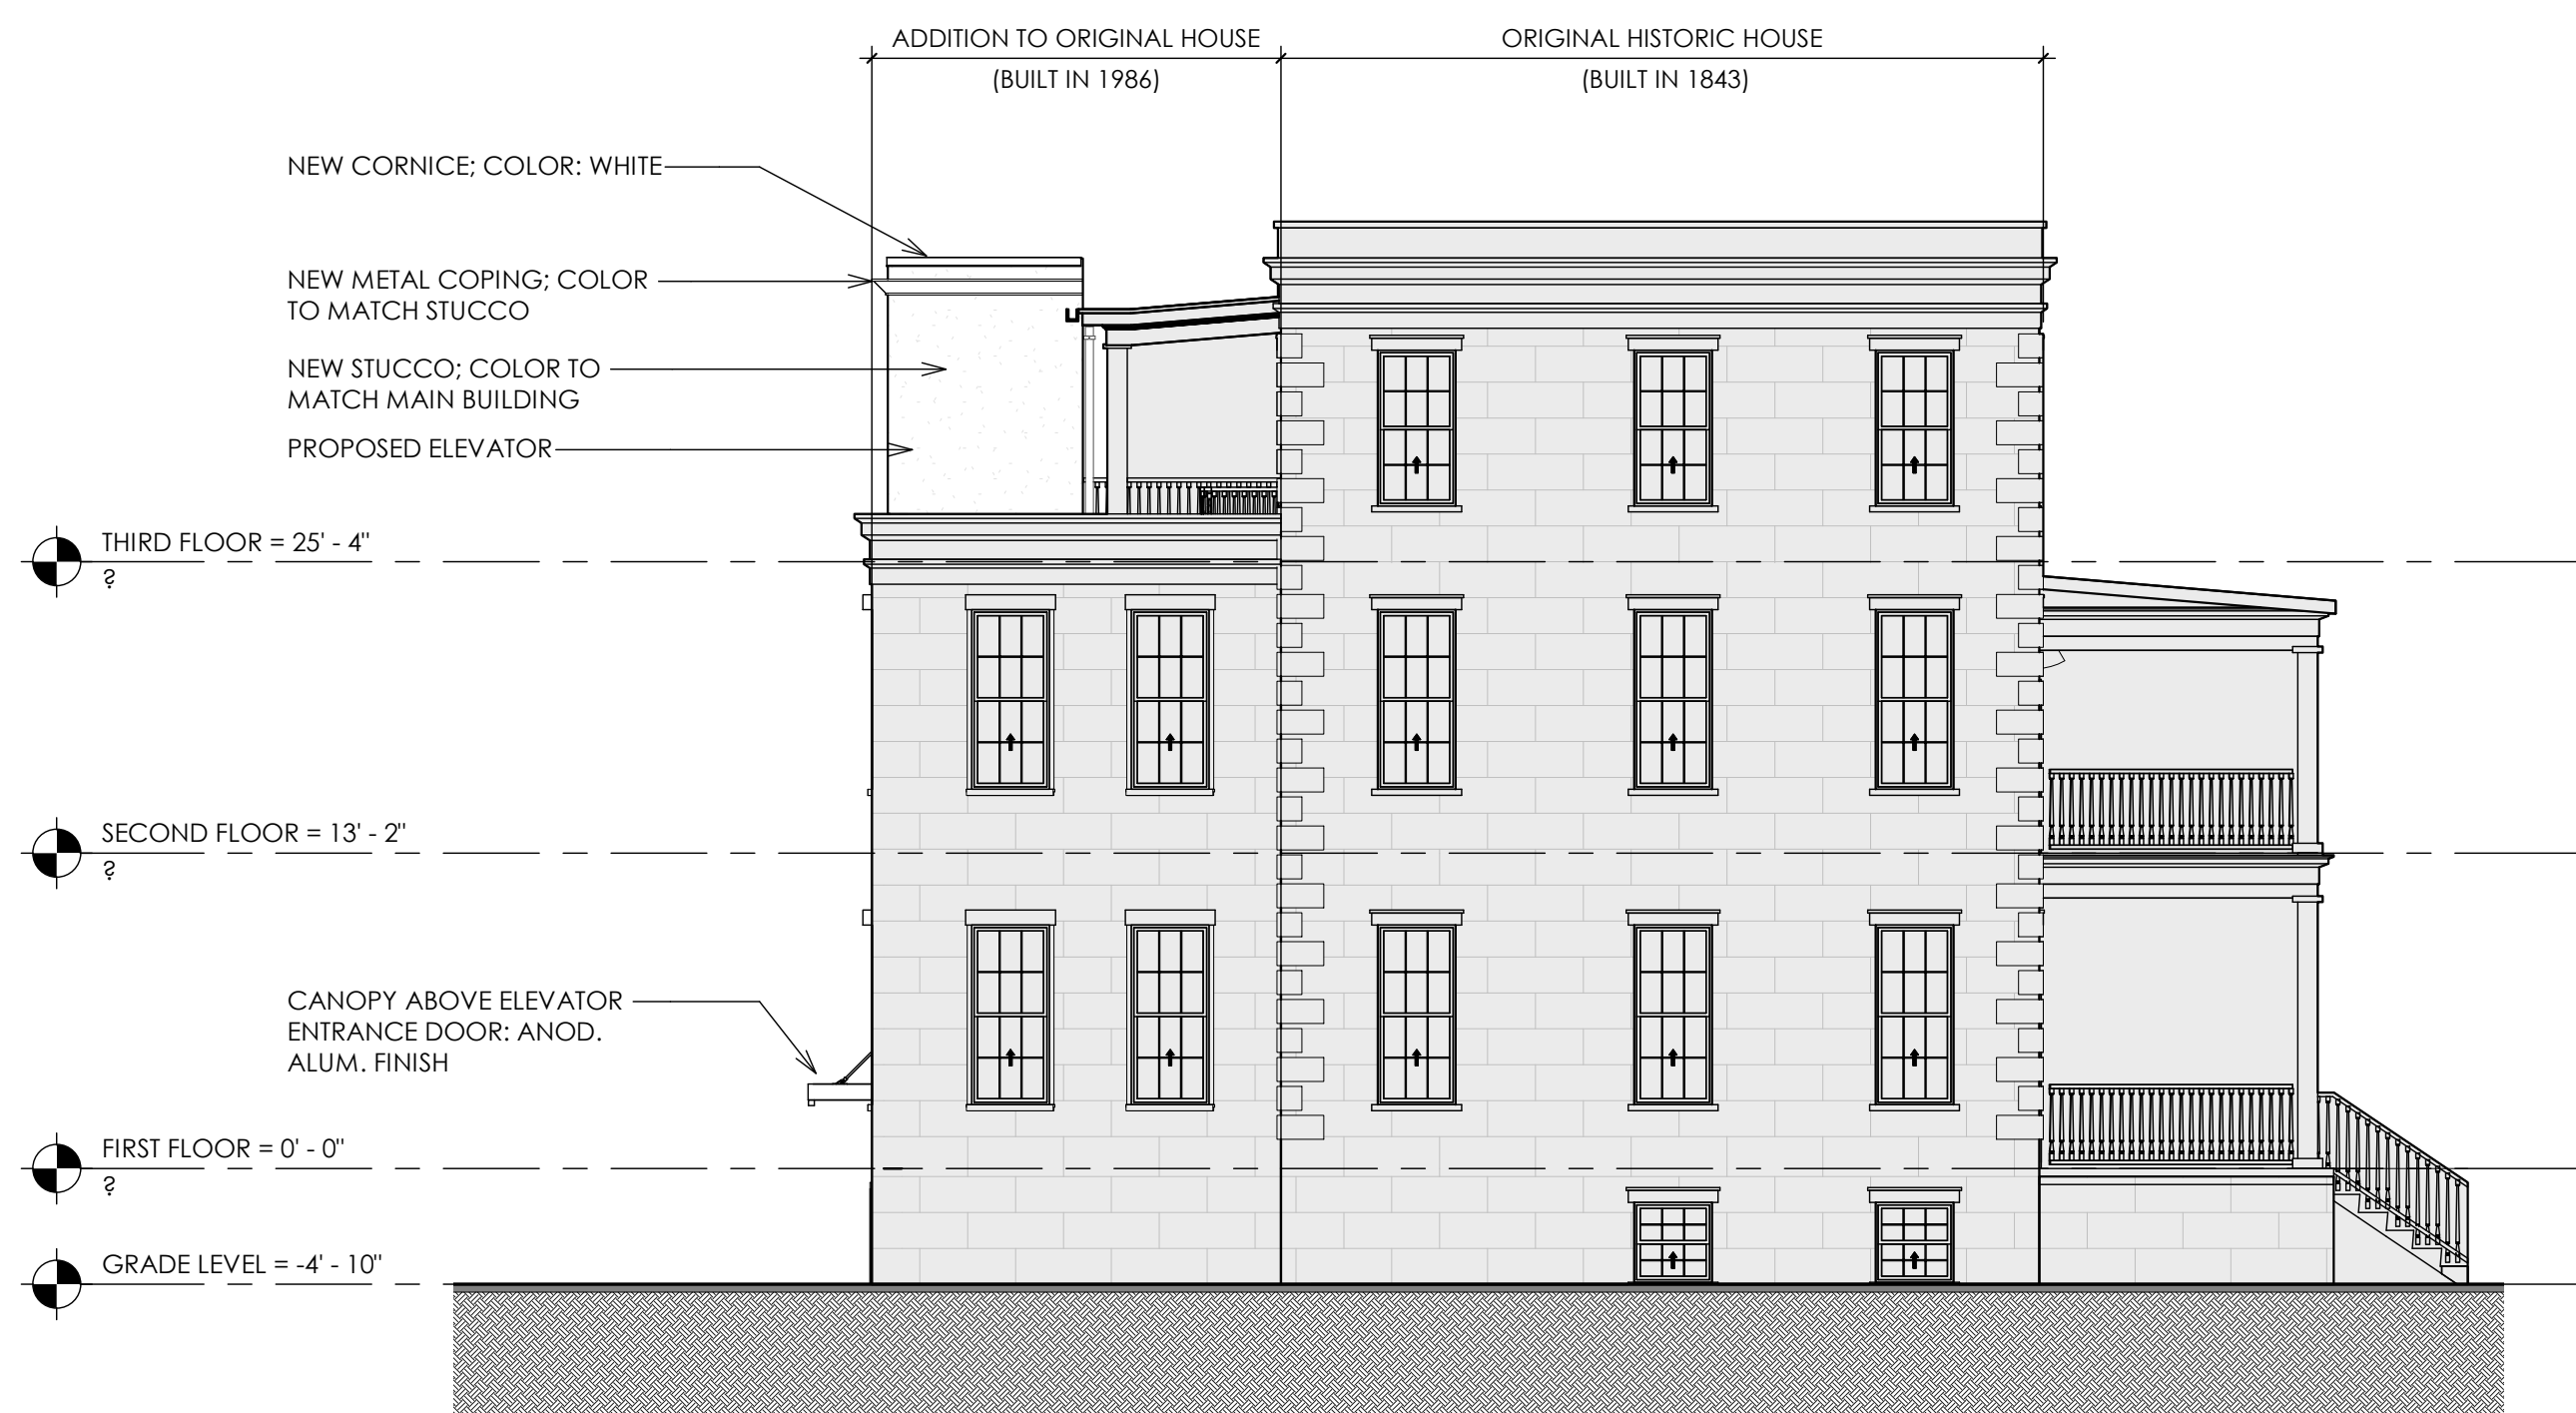 ADDITION TO ORIGINAL HOUSE
(BUILT IN 1986)
ORIGINAL HISTORIC HOUSE
(BUILT IN 1843)
NEW CORNICE; COLOR: WHITE
NEW METAL COPING; COLOR
TO MATCH STUCCO
NEW STUCCO; COLOR TO
MATCH MAIN BUILDING
PROPOSED ELEVATOR
THIRD FLOOR = 25' - 4"
?
SECOND FLOOR = 13' - 2"
?
CANOPY ABOVE ELEVATOR
ENTRANCE DOOR: ANOD.
ALUM. FINISH
FIRST FLOOR = 0' - 0"
?
GRADE LEVEL = -4' - 10"